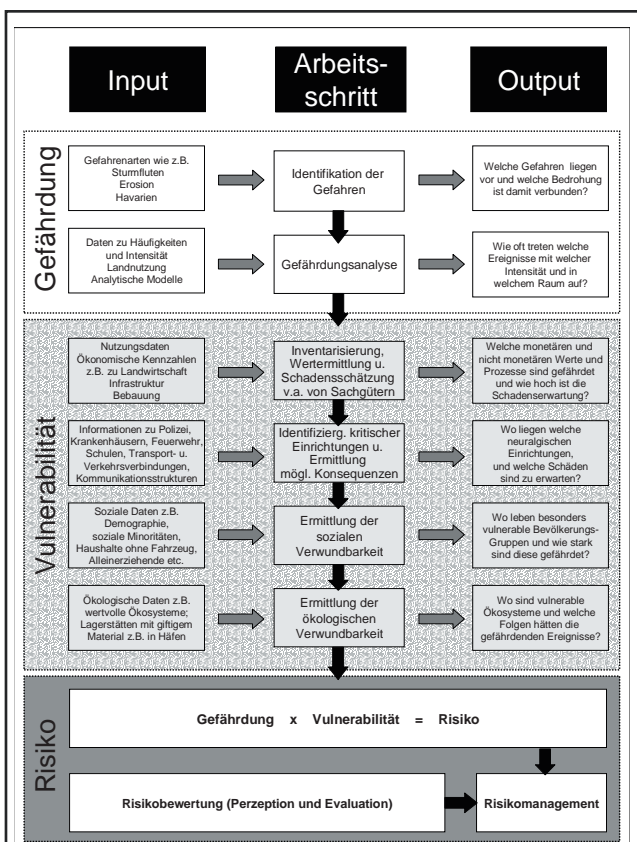 Input
Arbeits-
schritt
Output
Gefährdung
Gefahrenarten wie z.B.
Sturmfluten
Erosion
Havarien
Identifikation der
Gefahren
Welche Gefahren liegen
vor und welche Bedrohung
ist damit verbunden?
Daten zu Häufigkeiten
und Intensität
Landnutzung
Analytische Modelle
Gefährdungsanalyse
Wie oft treten welche
Ereignisse mit welcher
Intensität und in
welchem Raum auf?
Vulnerabilität
Nutzungsdaten
Ökonomische Kennzahlen
z.B. zu Landwirtschaft
Infrastruktur
Bebauung
Inventarisierung,
Wertermittlung u.
Schadensschätzung
v.a. von Sachgütern
Welche monetären und
nicht monetären Werte und
Prozesse sind gefährdet
und wie hoch ist die
Schadenserwartung?
Informationen zu Polizei,
Krankenhäusern, Feuerwehr,
Schulen, Transport- u.
Verkehrsverbindungen,
Kommunikationsstrukturen
Identifizierg. kritischer
Einrichtungen u.
Ermittlung
mögl. Konsequenzen
Wo liegen welche
neuralgischen
Einrichtungen,
und welche Schäden
sind zu erwarten?
Soziale Daten z.B.
Demographie,
soziale Minoritäten,
Haushalte ohne Fahrzeug,
Alleinerziehende etc.
Ermittlung der
sozialen
Verwundbarkeit
Wo leben besonders
vulnerable Bevölkerungs-
Gruppen und wie stark
sind diese gefährdet?
Ökologische Daten z.B.
wertvolle Ökosysteme;
Lagerstätten mit giftigem
Material z.B. in Häfen
Ermittlung der
ökologischen
Verwundbarkeit
Wo sind vulnerable
Ökosysteme und welche
Folgen hätten die
gefährdenden Ereignisse?
Risiko
Gefährdung x Vulnerabilität = Risiko
Risikobewertung (Perzeption und Evaluation)
Risikomanagement